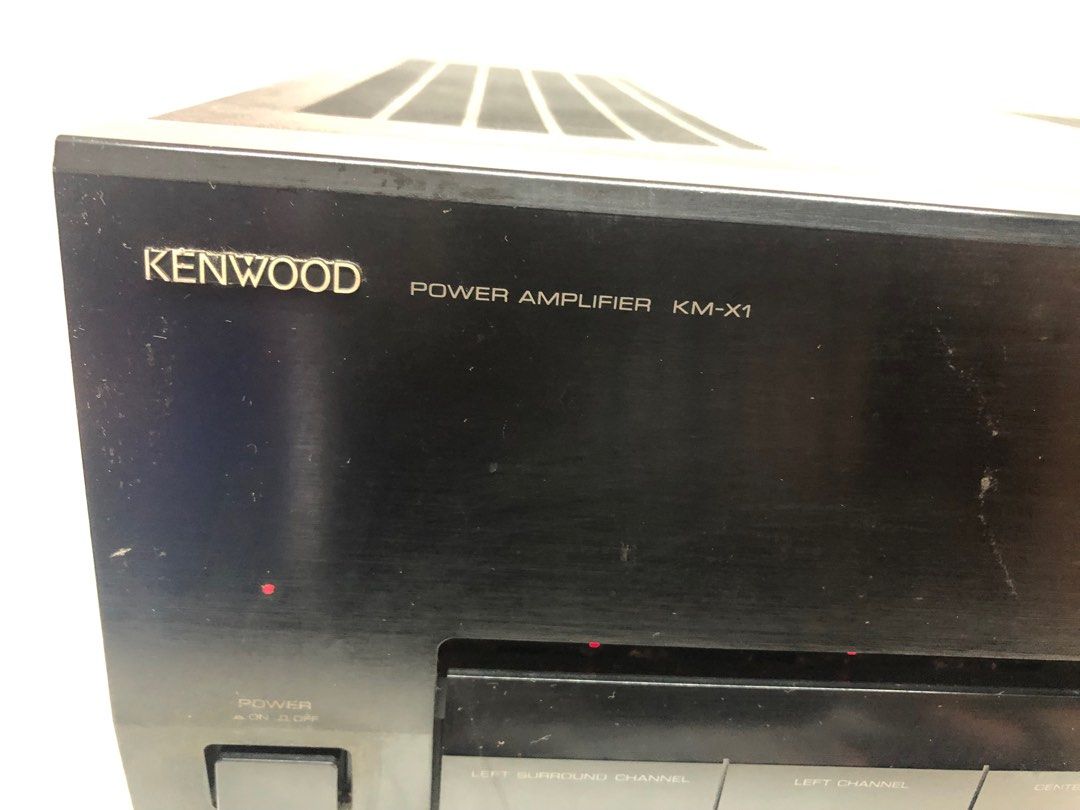 KENWOOD POWER AMPLIFIER KM-X1
POWER
ON OFF
LEFT SURROUND CHANNEL LEFT CHANNEL